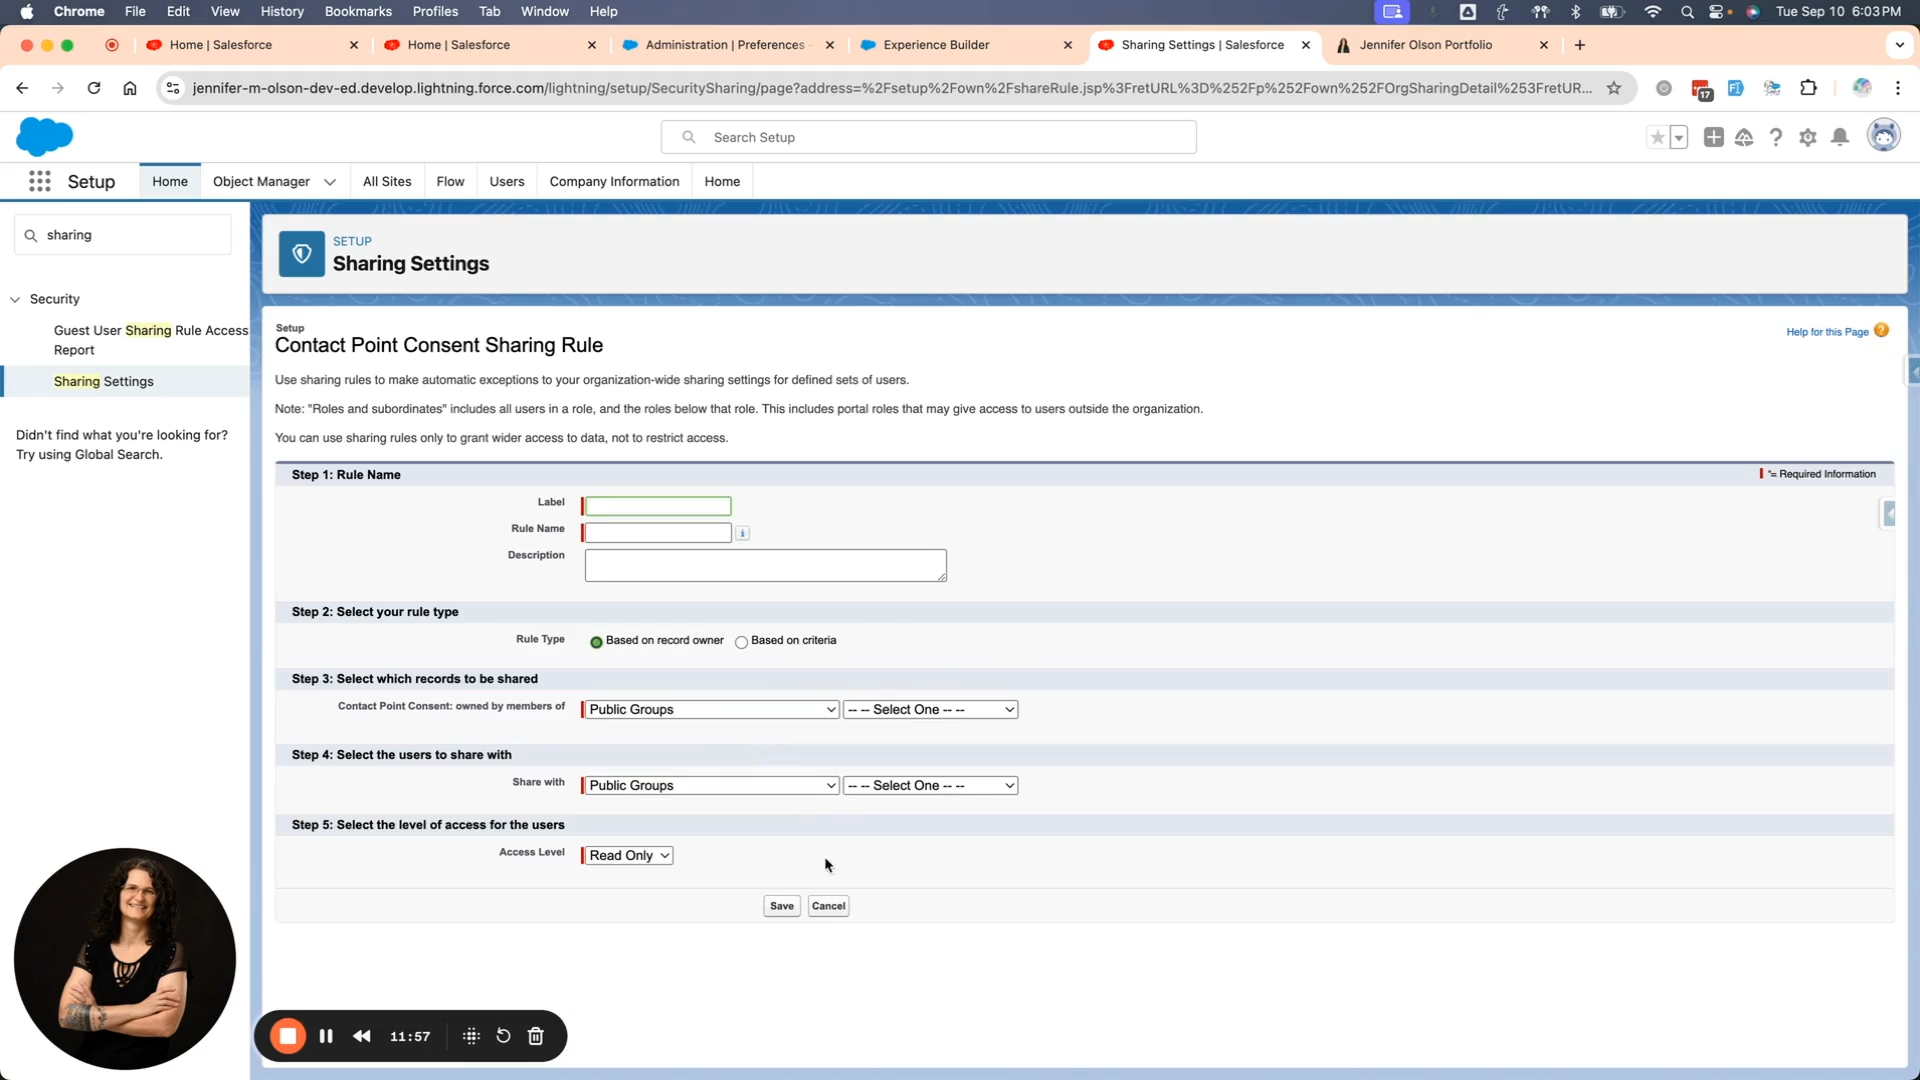 Chrome File Edit View History Bookmarks Profiles Tab Window Help Tue Sep 10 6:03 PM
Home | Salesforce Home | Salesforce Administration | Preferences Experience Builder Sharing Settings | Salesforce Jennifer Olson Portfolio
jennifer-m-olson-dev-ed.develop.lightning.force.com/lightning/setup/SecuritySharing/page?address=%2Fsetup%2Fown%2FshareRule.jsp%3FretURL%3D%252Fp%252Fown%252FOrgSharingDetail%253FretUR...
17
Search Setup
Setup Home Object Manager All Sites Flow Users Company Information Home
sharing
Security
Guest User Sharing Rule Access
Report
Sharing Settings
Didn't find what you're looking for?
Try using Global Search.
SETUP
Sharing Settings
Setup
Contact Point Consent Sharing Rule
Help for this Page ?
Use sharing rules to make automatic exceptions to your organization-wide sharing settings for defined sets of users.
Note: "Roles and subordinates" includes all users in a role, and the roles below that role. This includes portal roles that may give access to users outside the organization.
You can use sharing rules only to grant wider access to data, not to restrict access.
Step 1: Rule Name
= Required Information
Label
Rule Name i
Description
Step 2: Select your rule type
Rule Type Based on record owner Based on criteria
Step 3: Select which records to be shared
Contact Point Consent: owned by members of Public Groups -- -- Select One -- --
Step 4: Select the users to share with
Share with Public Groups -- -- Select One -- --
Step 5: Select the level of access for the users
Access Level Read Only
Save Cancel
11:57